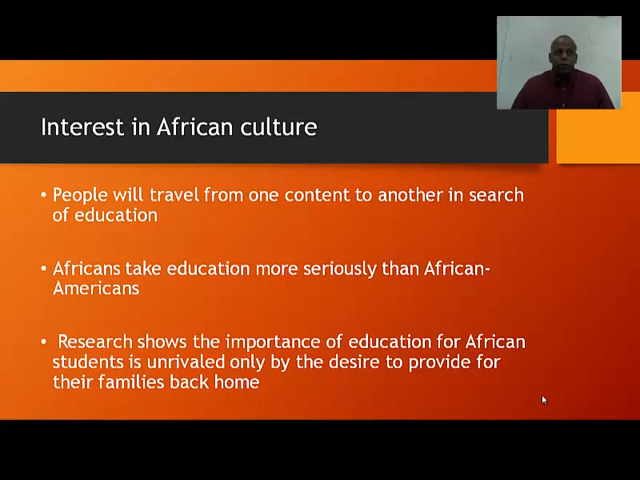 Interest in African culture
• People will travel from one content to another in search
of education
• Africans take education more seriously than African-
Americans
• Research shows the importance of education for African
students is unrivaled only by the desire to provide for
their families back home